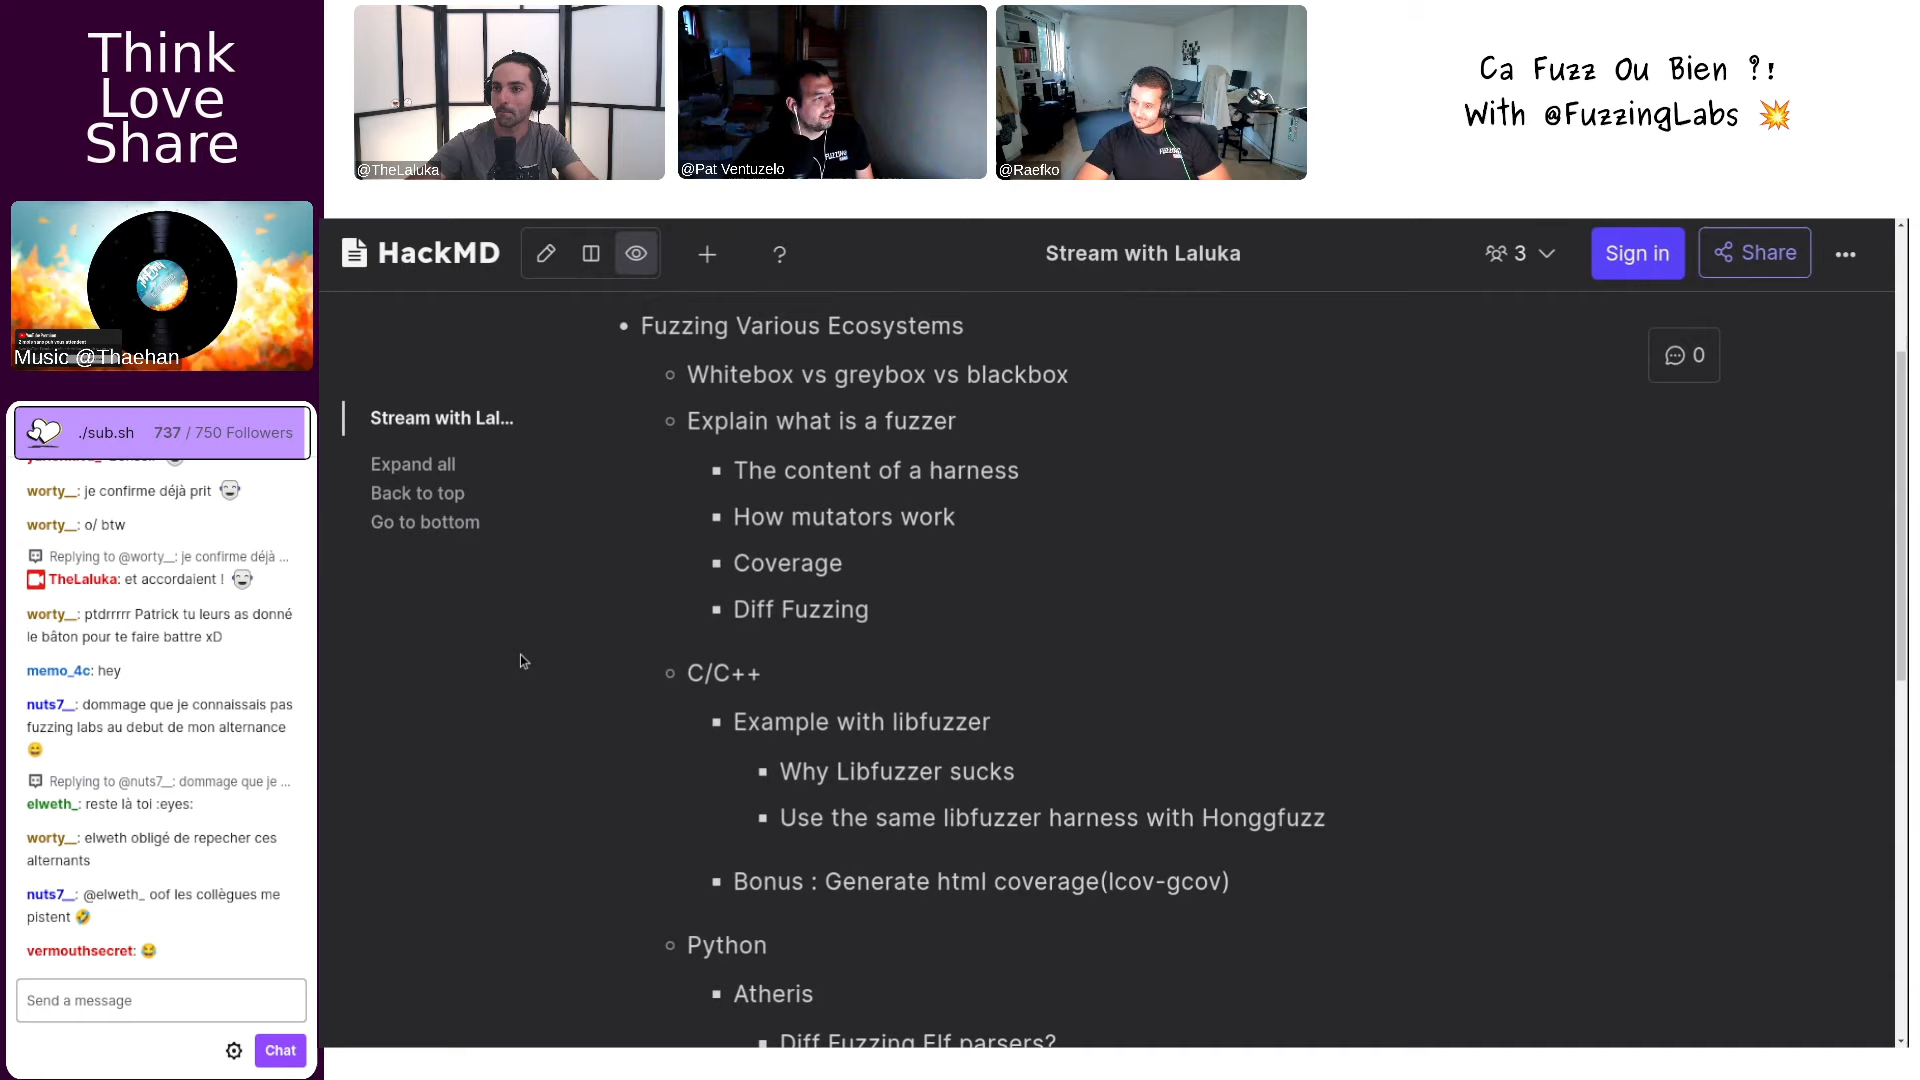 Think
Love
Share
@TheLaluka
@Pat Ventuzelo
@Raefko
Ca Fuzz Ou Bien ?!
With @FuzzingLabs 💥
Music @Thaehan
./sub.sh 737 / 750 Followers
worty__: je confirme déjà prit
worty__: o/ btw
Replying to @worty__: je confirme déjà ...
TheLaluka: et accordaient !
worty__: ptdrrrrr Patrick tu leurs as donné
le bâton pour te faire battre xD
memo_4c: hey
nuts7__: dommage que je connaissais pas
fuzzing labs au debut de mon alternance
😄
Replying to @nuts7__: dommage que je ...
elweth_: reste là toi :eyes:
worty__: elweth obligé de repecher ces
alternants
nuts7__: @elweth_ oof les collègues me
pistent 🤣
vermouthsecret: 😂
Send a message
Chat
HackMD
Stream with Laluka
3
Sign in
Share
0
Stream with Lal...
Expand all
Back to top
Go to bottom
• Fuzzing Various Ecosystems
◦ Whitebox vs greybox vs blackbox
◦ Explain what is a fuzzer
▪ The content of a harness
▪ How mutators work
▪ Coverage
▪ Diff Fuzzing
◦ C/C++
▪ Example with libfuzzer
▪ Why Libfuzzer sucks
▪ Use the same libfuzzer harness with Honggfuzz
▪ Bonus : Generate html coverage(lcov-gcov)
◦ Python
▪ Atheris
▪ Diff Fuzzing Elf parsers?